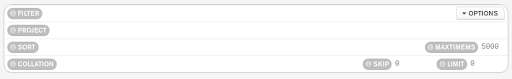 FILTER OPTIONS
PROJECT
SORT MAXTIMEMS 5000
COLLATION SKIP 0 LIMIT 0